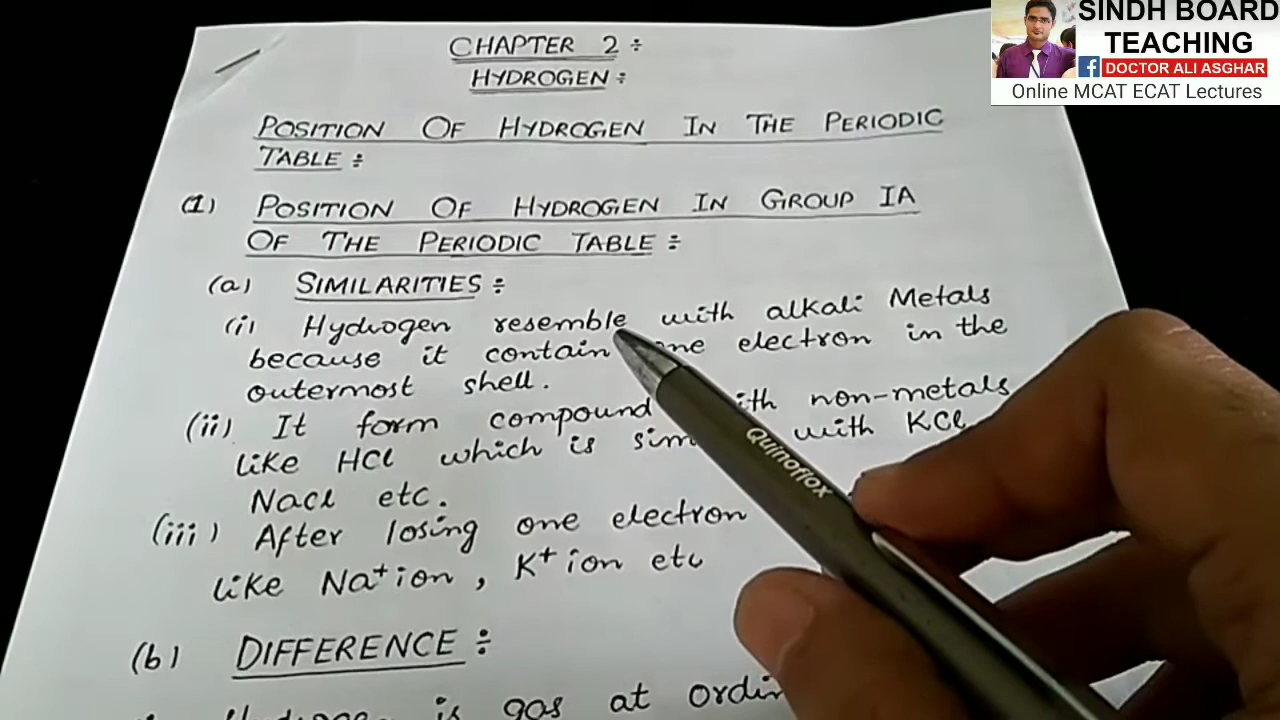 SINDH BOARD
TEACHING
DOCTOR ALI ASGHAR
Online MCAT ECAT Lectures
CHAPTER 2 ÷
HYDROGEN ÷
POSITION OF HYDROGEN IN THE PERIODIC
TABLE ÷
(1) POSITION OF HYDROGEN IN GROUP IA
OF THE PERIODIC TABLE ÷
(a) SIMILARITIES ÷
(i) Hydrogen resemble with alkali Metals
because it contain one electron in the
outermost shell.
(ii) It form compound with non-metals
like HCl which is with KCl
NaCl etc.
(iii) After losing one electron
like Na+ ion, K+ ion etc
(b) DIFFERENCE ÷
Hydrogen is gas at
Quinoflox